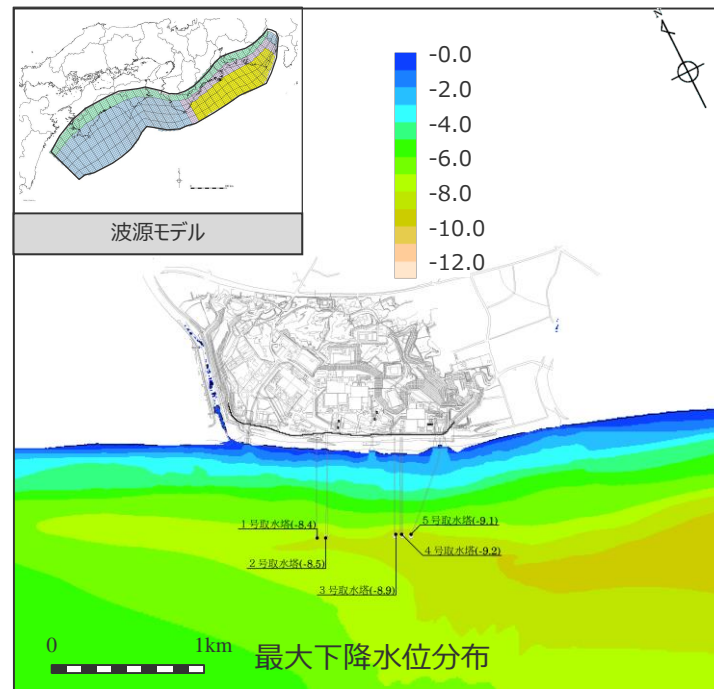 波源モデル
-0.0
-2.0
-4.0
-6.0
-8.0
-10.0
-12.0
N
1号取水塔(-8.4)
2号取水塔(-8.5)
3号取水塔(-8.9)
4号取水塔(-9.2)
5号取水塔(-9.1)
0 1km
最大下降水位分布